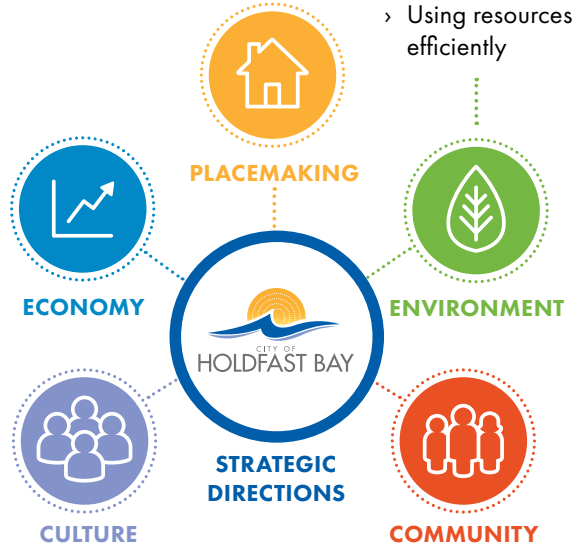 › Using resources
efficiently
PLACEMAKING
ECONOMY
ENVIRONMENT
CITY OF
HOLDFAST BAY
STRATEGIC
DIRECTIONS
CULTURE
COMMUNITY